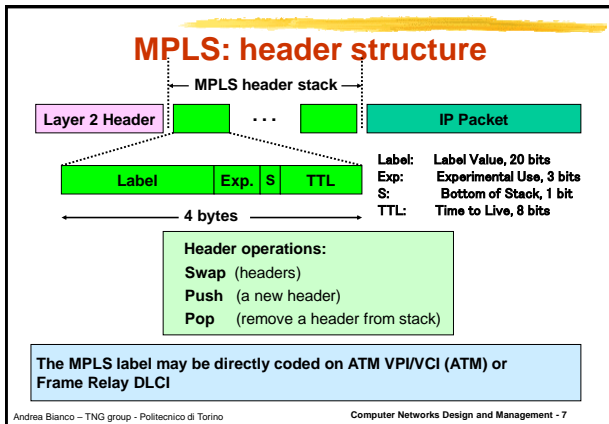 MPLS: header structure
MPLS header stack
Layer 2 Header
. . .
IP Packet
Label Exp. S TTL
4 bytes
Label: Label Value, 20 bits
Exp: Experimental Use, 3 bits
S: Bottom of Stack, 1 bit
TTL: Time to Live, 8 bits
Header operations:
Swap (headers)
Push (a new header)
Pop (remove a header from stack)
The MPLS label may be directly coded on ATM VPI/VCI (ATM) or
Frame Relay DLCI
Andrea Bianco – TNG group - Politecnico di Torino
Computer Networks Design and Management - 7